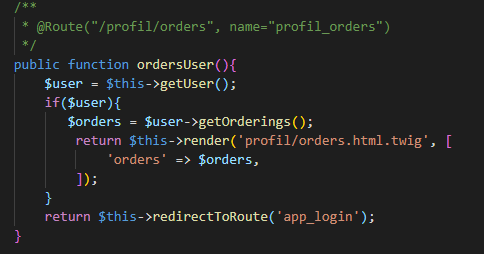 /**
 * @Route("/profil/orders", name="profil_orders")
 */
public function ordersUser(){
    $user = $this->getUser();
    if($user){
       $orders = $user->getOrderings();
        return $this->render('profil/orders.html.twig', [
            'orders' => $orders,
        ]);
    }
    return $this->redirectToRoute('app_login');
}